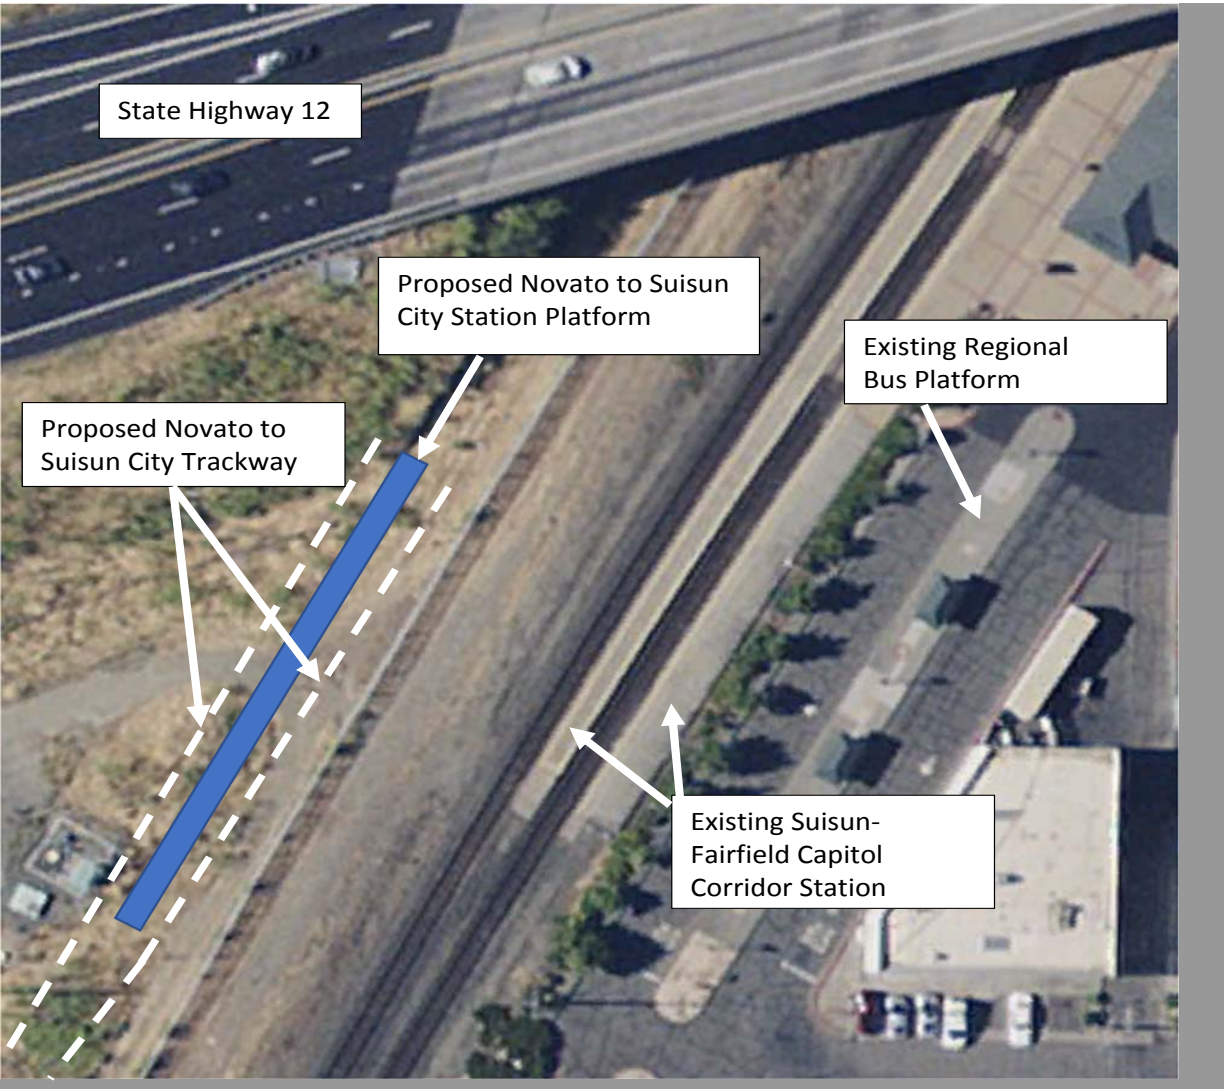 State Highway 12
Proposed Novato to Suisun
City Station Platform
Existing Regional
Bus Platform
Proposed Novato to
Suisun City Trackway
Existing Suisun-
Fairfield Capitol
Corridor Station